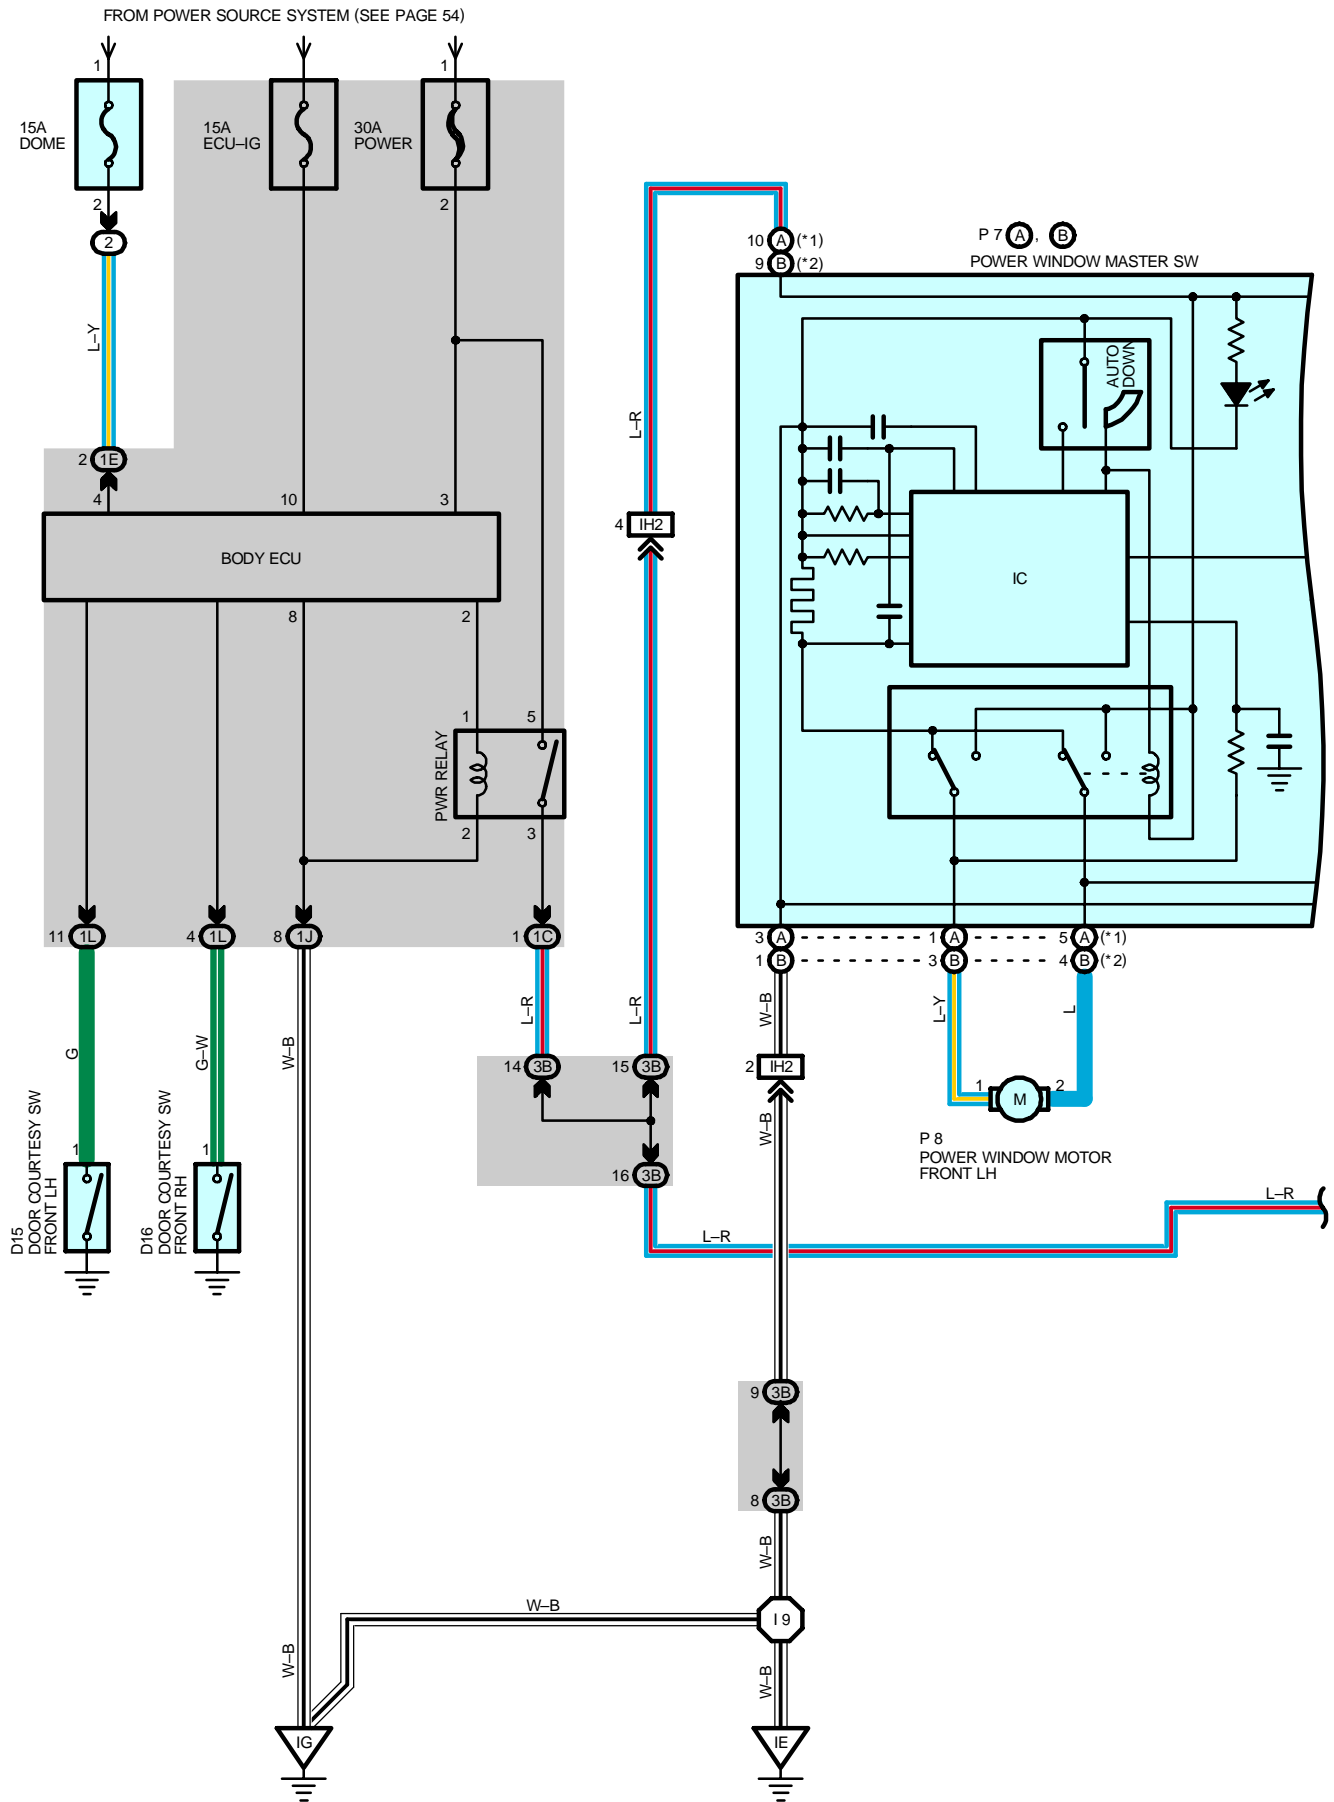 FROM POWER SOURCE SYSTEM (SEE PAGE 54)
1
1
15A
DOME
15A
ECU–IG
30A
POWER
2
2
2
L–Y
2 1E
4
10
3
BODY ECU
8
2
1
5
PWR RELAY
2
3
11 1L
4 1L
8 1J
1 1C
G
G–W
W–B
L–R
L–R
14 3B
15 3B
16 3B
1
D15
DOOR COURTESY SW
FRONT LH
1
D16
DOOR COURTESY SW
FRONT RH
L–R
4 IH2
10 A (*1)
9 B (*2)
P 7 A , B
POWER WINDOW MASTER SW
AUTO
DOWN
IC
3 A
1 A
5 A (*1)
1 B
3 B
4 B (*2)
W–B
L–Y
L
2 IH2
W–B
1 M 2
P 8
POWER WINDOW MOTOR
FRONT LH
L–R
L–R
9 3B
8 3B
W–B
W–B
I 9
W–B
W–B
IG
IE